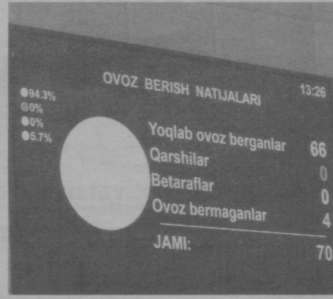 OVOZ BERISH NATIJALARI 13:26
94.3%
0%
0%
5.7%
Yoqlab ovoz berganlar 66
Qarshilar 0
Betaraflar 0
Ovoz bermaganlar 4
JAMI: 70